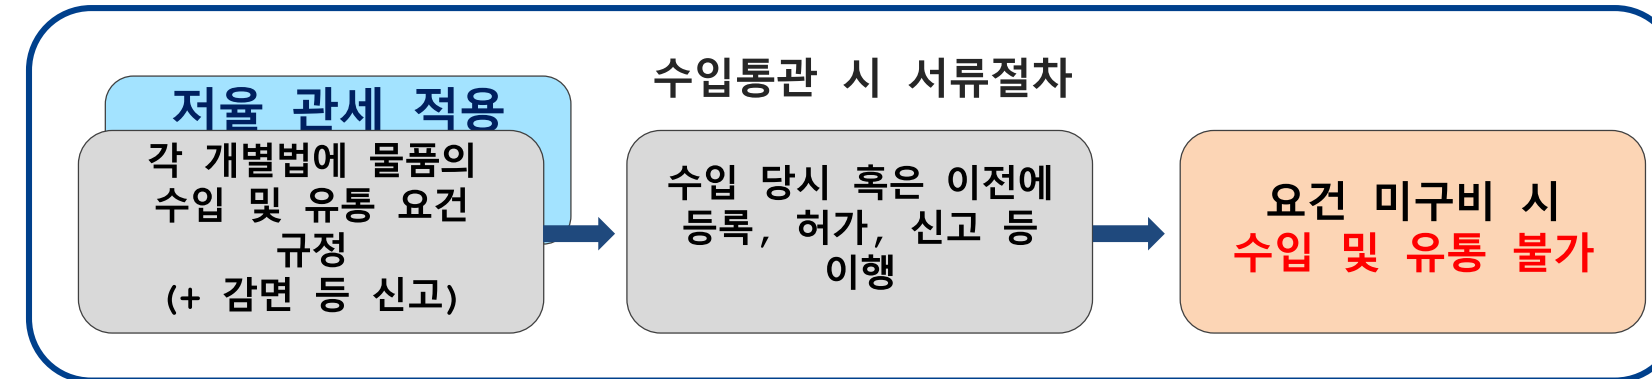 수입통관 시 서류절차
저율 관세 적용
각 개별법에 물품의
수입 및 유통 요건
규정
(+ 감면 등 신고)
수입 당시 혹은 이전에
등록, 허가, 신고 등
이행
요건 미구비 시
수입 및 유통 불가